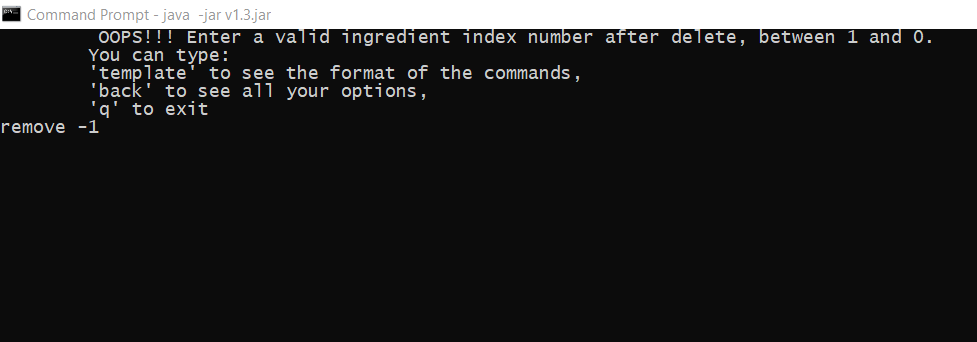 Command Prompt - java -jar v1.3.jar
OOPS!!! Enter a valid ingredient index number after delete, between 1 and 0.
You can type:
'template' to see the format of the commands,
'back' to see all your options,
'q' to exit
remove -1